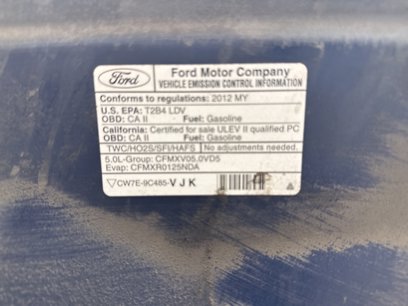 Ford
Ford Motor Company
VEHICLE EMISSION CONTROL INFORMATION
Conforms to regulations: 2012 MY
U.S. EPA: T2B4 LDV
OBD: CA II Fuel: Gasoline
California: Certified for sale ULEV II qualified PC
OBD: CA II Fuel: Gasoline
TWC/HO2S/SFI/HAFS No adjustments needed.
5.0L-Group: CFMXV05.0VD5
Evap: CFMXR0125NDA
CW7E-9C485-VJK